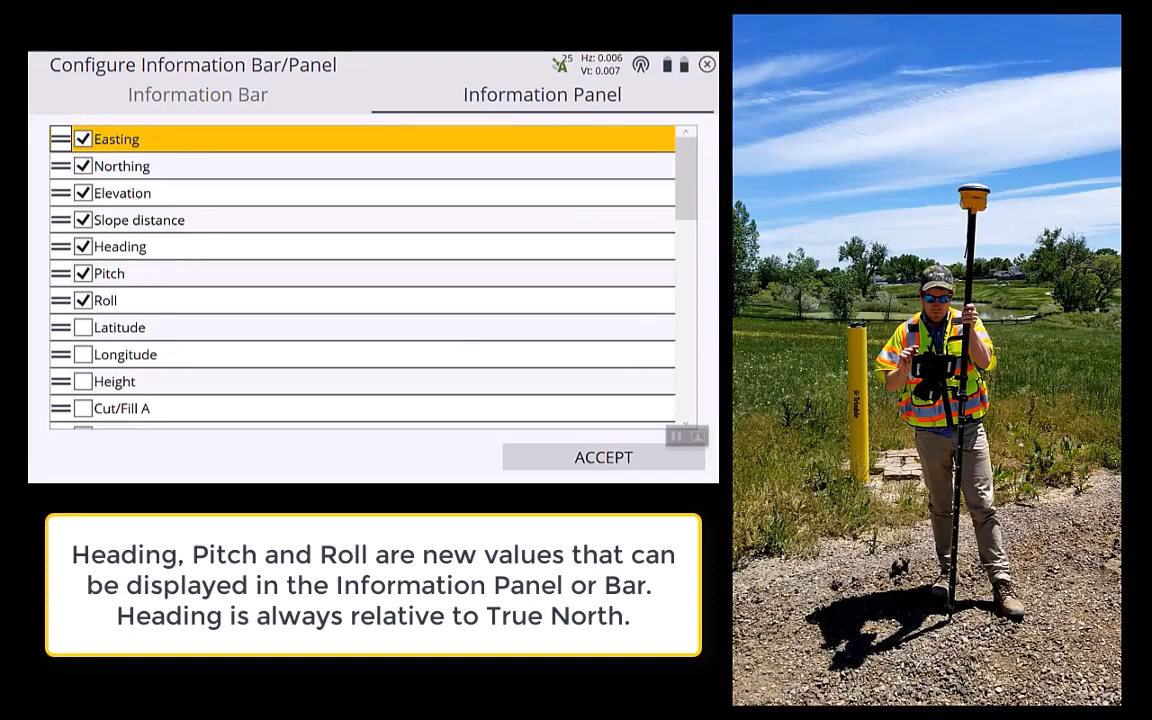 Configure Information Bar/Panel
25
Hz: 0.006
Vt: 0.007
Information Bar
Information Panel
Easting
Northing
Elevation
Slope distance
Heading
Pitch
Roll
Latitude
Longitude
Height
Cut/Fill A
ACCEPT
Heading, Pitch and Roll are new values that can
be displayed in the Information Panel or Bar.
Heading is always relative to True North.
Trimble